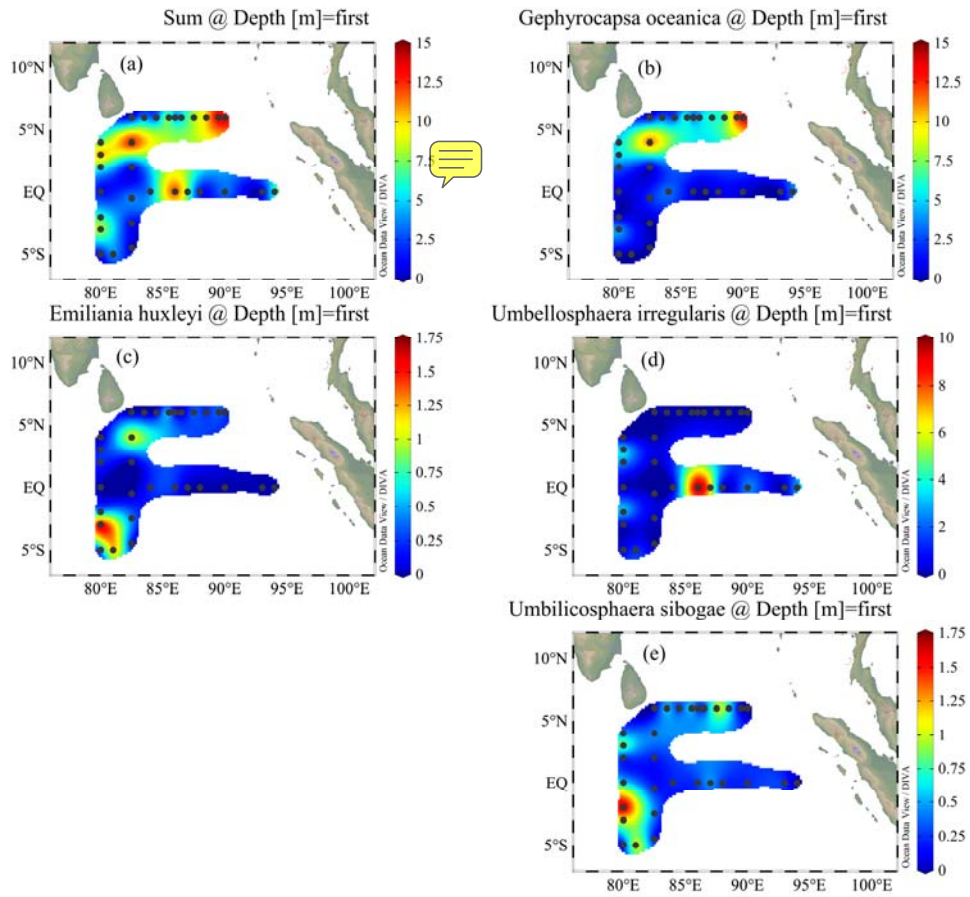 Sum @ Depth [m]=first
(a)
10°N
5°N
EQ
5°S
80°E 85°E 90°E 95°E 100°E
15
12.5
10
7.5
5
2.5
0
Ocean Data View / DIVA
Gephyrocapsa oceanica @ Depth [m]=first
(b)
10°N
5°N
EQ
5°S
80°E 85°E 90°E 95°E 100°E
15
12.5
10
7.5
5
2.5
0
Ocean Data View / DIVA
Emiliania huxleyi @ Depth [m]=first
(c)
10°N
5°N
EQ
5°S
80°E 85°E 90°E 95°E 100°E
1.75
1.5
1.25
1
0.75
0.5
0.25
0
Ocean Data View / DIVA
Umbellosphaera irregularis @ Depth [m]=first
(d)
10°N
5°N
EQ
5°S
80°E 85°E 90°E 95°E 100°E
10
8
6
4
2
0
Ocean Data View / DIVA
Umbilicosphaera sibogae @ Depth [m]=first
(e)
10°N
5°N
EQ
5°S
80°E 85°E 90°E 95°E 100°E
1.75
1.5
1.25
1
0.75
0.5
0.25
0
Ocean Data View / DIVA